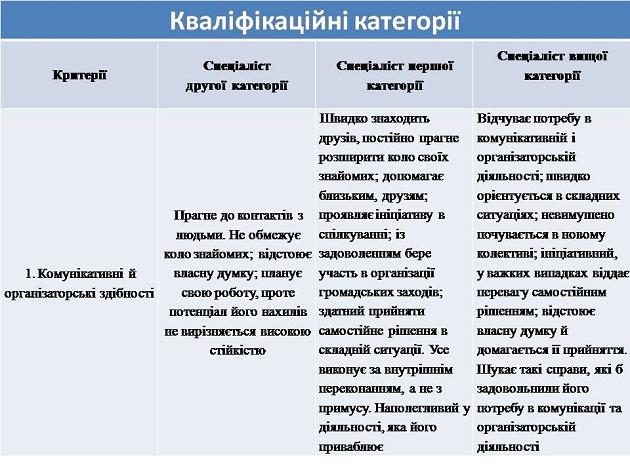 Кваліфікаційні категорії
Критерії
Спеціаліст
другої категорії
Спеціаліст першої
категорії
Спеціаліст вищої
категорії
1. Комунікативні й
організаторські здібності
Прагне до контактів з
людьми. Не обмежує
коло знайомих; відстоює
власну думку; планує
свою роботу, проте
потенціал його нахилів
не вирізняється високою
стійкістю
Швидко знаходить
друзів, постійно прагне
розширити коло своїх
знайомих; допомагає
близьким, друзям;
проявляє ініціативу в
спілкуванні; із
задоволенням бере
участь в організації
громадських заходів;
здатний прийняти
самостійне рішення в
складній ситуації. Усе
виконує за внутрішнім
переконанням, а не з
примусу. Наполегливий у
діяльності, яка його
приваблює
Відчуває потребу в
комунікативній і
організаторській
діяльності; швидко
орієнтується в складних
ситуаціях; невимушено
почувається в новому
колективі; ініціативний,
у важких випадках віддає
перевагу самостійним
рішенням; відстоює
власну думку й
домагається її прийняття.
Шукає такі справи, які б
задовольнили його
потребу в комунікації та
організаторській
діяльності